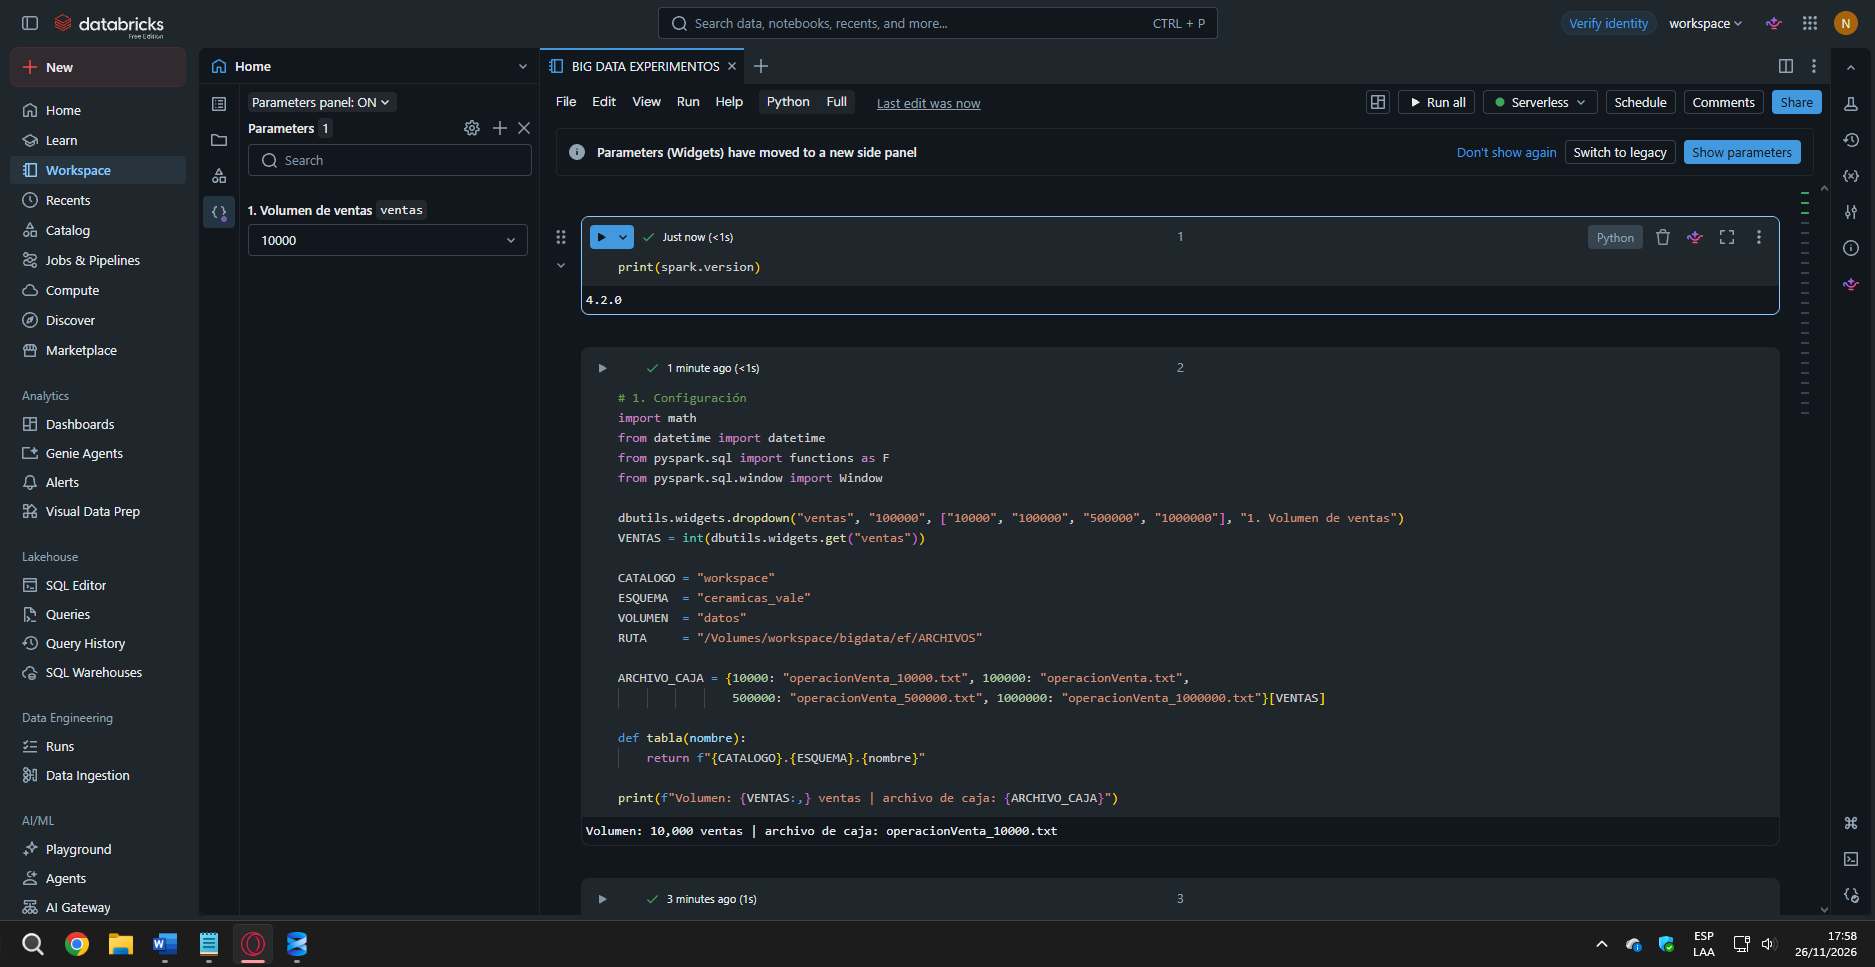 databricks
Free Edition
Search data, notebooks, recents, and more...
CTRL + P
Verify identity
workspace
N
New
Home
Learn
Workspace
Recents
Catalog
Jobs & Pipelines
Compute
Discover
Marketplace
Analytics
Dashboards
Genie Agents
Alerts
Visual Data Prep
Lakehouse
SQL Editor
Queries
Query History
SQL Warehouses
Data Engineering
Runs
Data Ingestion
AI/ML
Playground
Agents
AI Gateway
Home
Parameters panel: ON
Parameters 1
Search
1. Volumen de ventas ventas
10000
BIG DATA EXPERIMENTOS
File Edit View Run Help Python Full Last edit was now
Run all Serverless Schedule Comments Share
Parameters (Widgets) have moved to a new side panel
Don't show again Switch to legacy Show parameters
Just now (<1s)
1
Python
print(spark.version)
4.2.0
1 minute ago (<1s)
2
# 1. Configuración
import math
from datetime import datetime
from pyspark.sql import functions as F
from pyspark.sql.window import Window
dbutils.widgets.dropdown("ventas", "100000", ["10000", "100000", "500000", "1000000"], "1. Volumen de ventas")
VENTAS = int(dbutils.widgets.get("ventas"))
CATALOGO = "workspace"
ESQUEMA = "ceramicas_vale"
VOLUMEN = "datos"
RUTA = "/Volumes/workspace/bigdata/ef/ARCHIVOS"
ARCHIVO_CAJA = {10000: "operacionVenta_10000.txt", 100000: "operacionVenta.txt",
500000: "operacionVenta_500000.txt", 1000000: "operacionVenta_1000000.txt"}[VENTAS]
def tabla(nombre):
return f"{CATALOGO}.{ESQUEMA}.{nombre}"
print(f"Volumen: {VENTAS:,} ventas | archivo de caja: {ARCHIVO_CAJA}")
Volumen: 10,000 ventas | archivo de caja: operacionVenta_10000.txt
3 minutes ago (1s)
3
ESP
LAA
17:58
26/11/2026